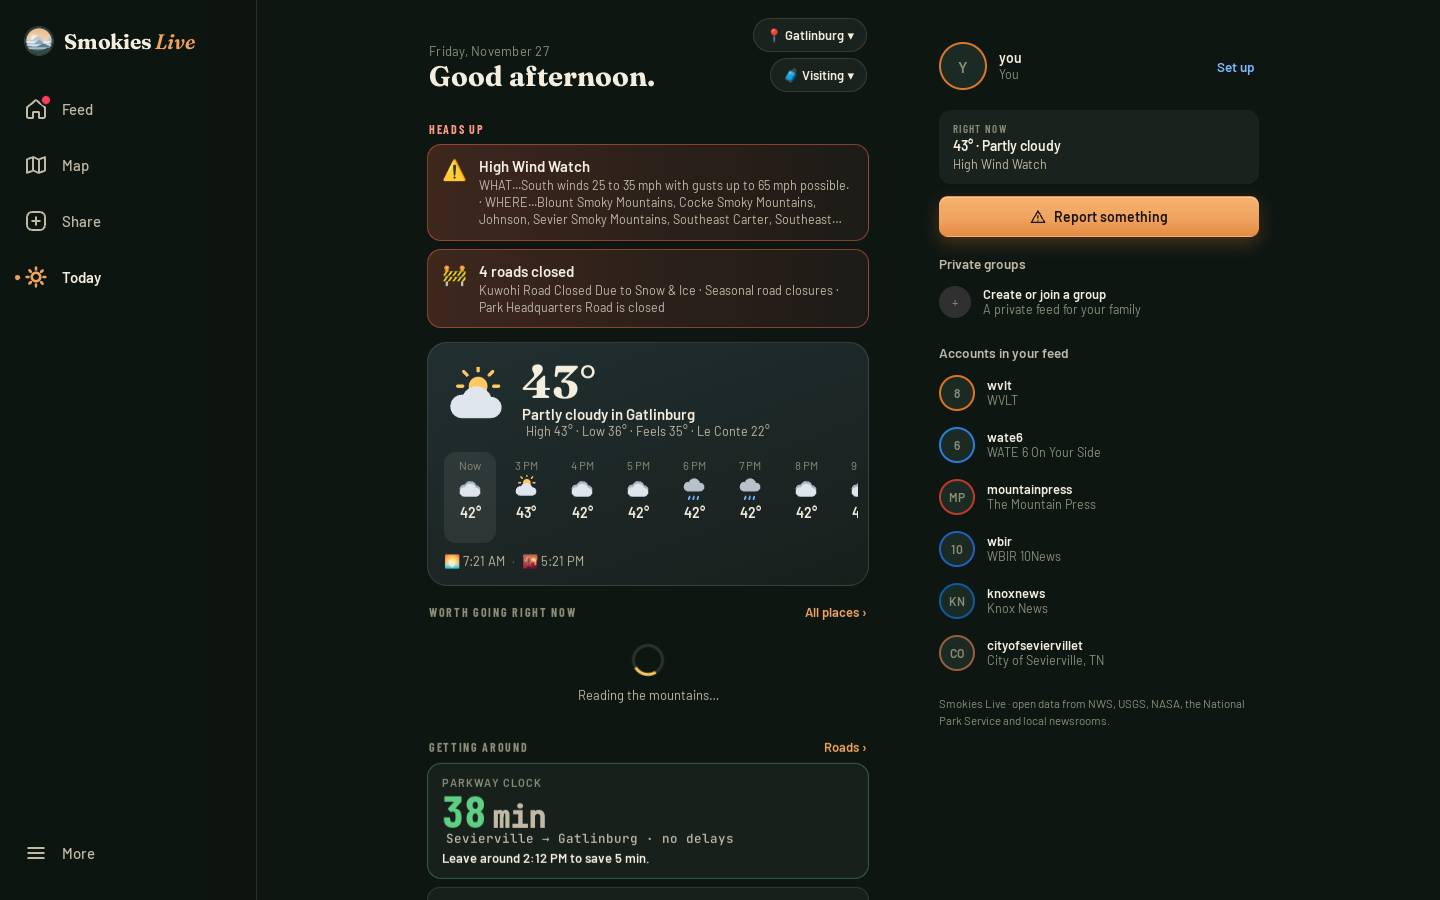 Smokies Live
Feed
Map
Share
Today
More
Friday, November 27
Good afternoon.
📍 Gatlinburg ▾
🧳 Visiting ▾
HEADS UP
High Wind Watch
WHAT...South winds 25 to 35 mph with gusts up to 65 mph possible.
· WHERE...Blount Smoky Mountains, Cocke Smoky Mountains,
Johnson, Sevier Smoky Mountains, Southeast Carter, Southeast...
4 roads closed
Kuwohi Road Closed Due to Snow & Ice · Seasonal road closures ·
Park Headquarters Road is closed
43°
Partly cloudy in Gatlinburg
High 43° · Low 36° · Feels 35° · Le Conte 22°
Now 3 PM 4 PM 5 PM 6 PM 7 PM 8 PM 9
42° 43° 42° 42° 42° 42° 42° 4
7:21 AM · 5:21 PM
WORTH GOING RIGHT NOW
All places ›
Reading the mountains...
GETTING AROUND
Roads ›
PARKWAY CLOCK
38 min
Sevierville → Gatlinburg · no delays
Leave around 2:12 PM to save 5 min.
Y
you
You
Set up
RIGHT NOW
43° · Partly cloudy
High Wind Watch
Report something
Private groups
+
Create or join a group
A private feed for your family
Accounts in your feed
8
wvlt
WVLT
6
wate6
WATE 6 On Your Side
MP
mountainpress
The Mountain Press
10
wbir
WBIR 10News
KN
knoxnews
Knox News
CO
cityofseviervillet
City of Sevierville, TN
Smokies Live · open data from NWS, USGS, NASA, the National
Park Service and local newsrooms.